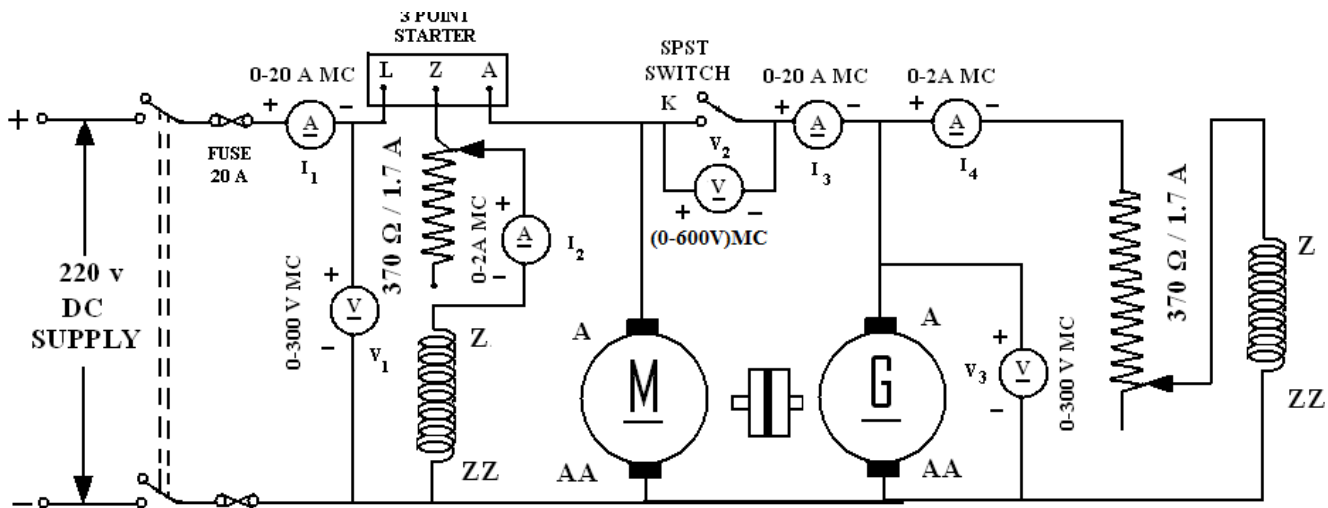 3 POINT
STARTER
L Z A
0-20 A MC
+ A −
I1
FUSE
20 A
+
−
220 v
DC
SUPPLY
0-300 V MC
+
V
−
V1
370 Ω / 1.7 A
0-2A MC
+
A
−
I2
Z
ZZ
SPST
SWITCH
K
V2
+ V −
(0-600V)MC
0-20 A MC
+ A −
I3
0-2A MC
+ A −
I4
A
M
AA
A
G
AA
V3
+
V
−
0-300 V MC
370 Ω / 1.7 A
Z
ZZ